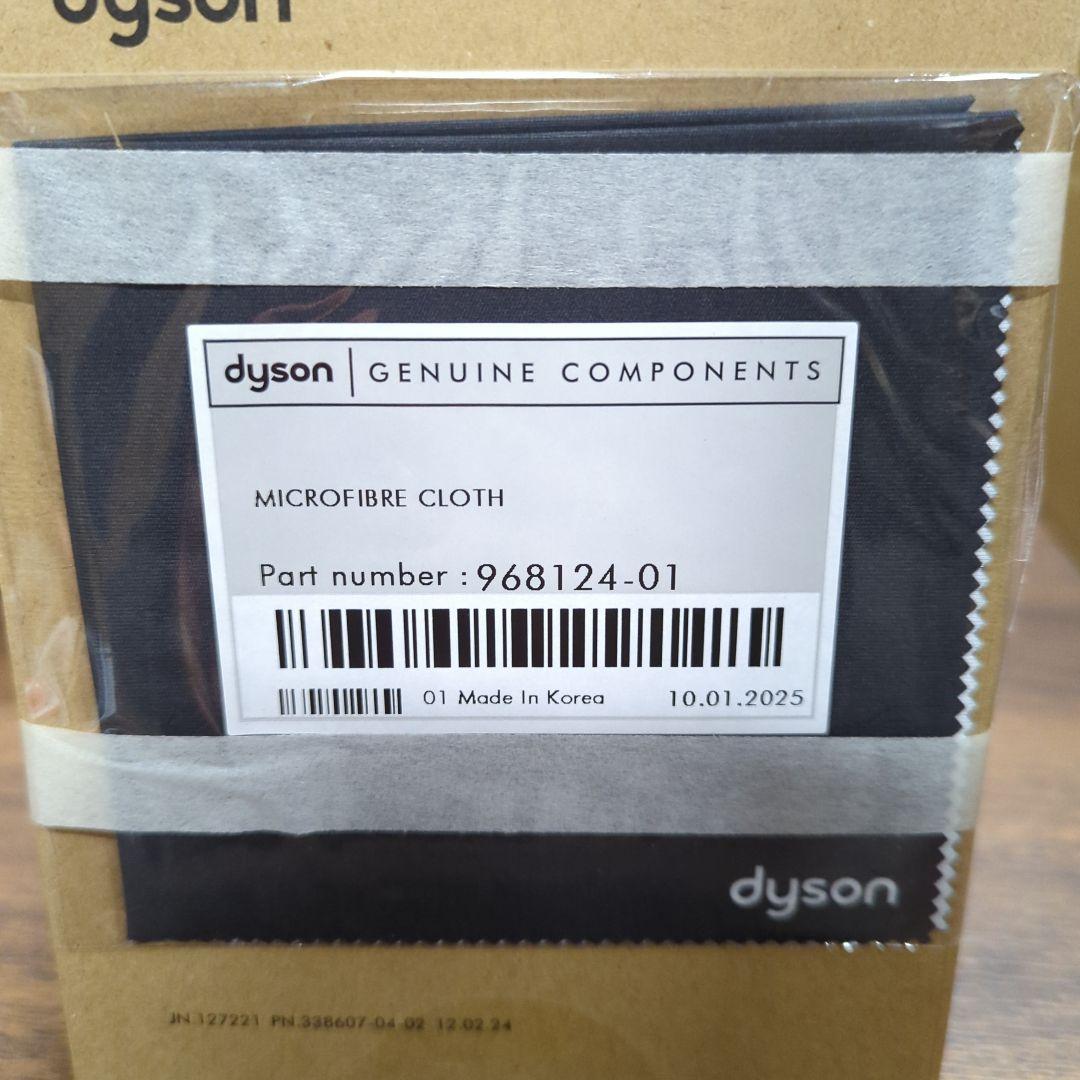 dyson
dyson | GENUINE COMPONENTS
MICROFIBRE CLOTH
Part number : 968124-01
01 Made In Korea 10.01.2025
dyson
JN.127221 PN.338607-04-02 12.02.24